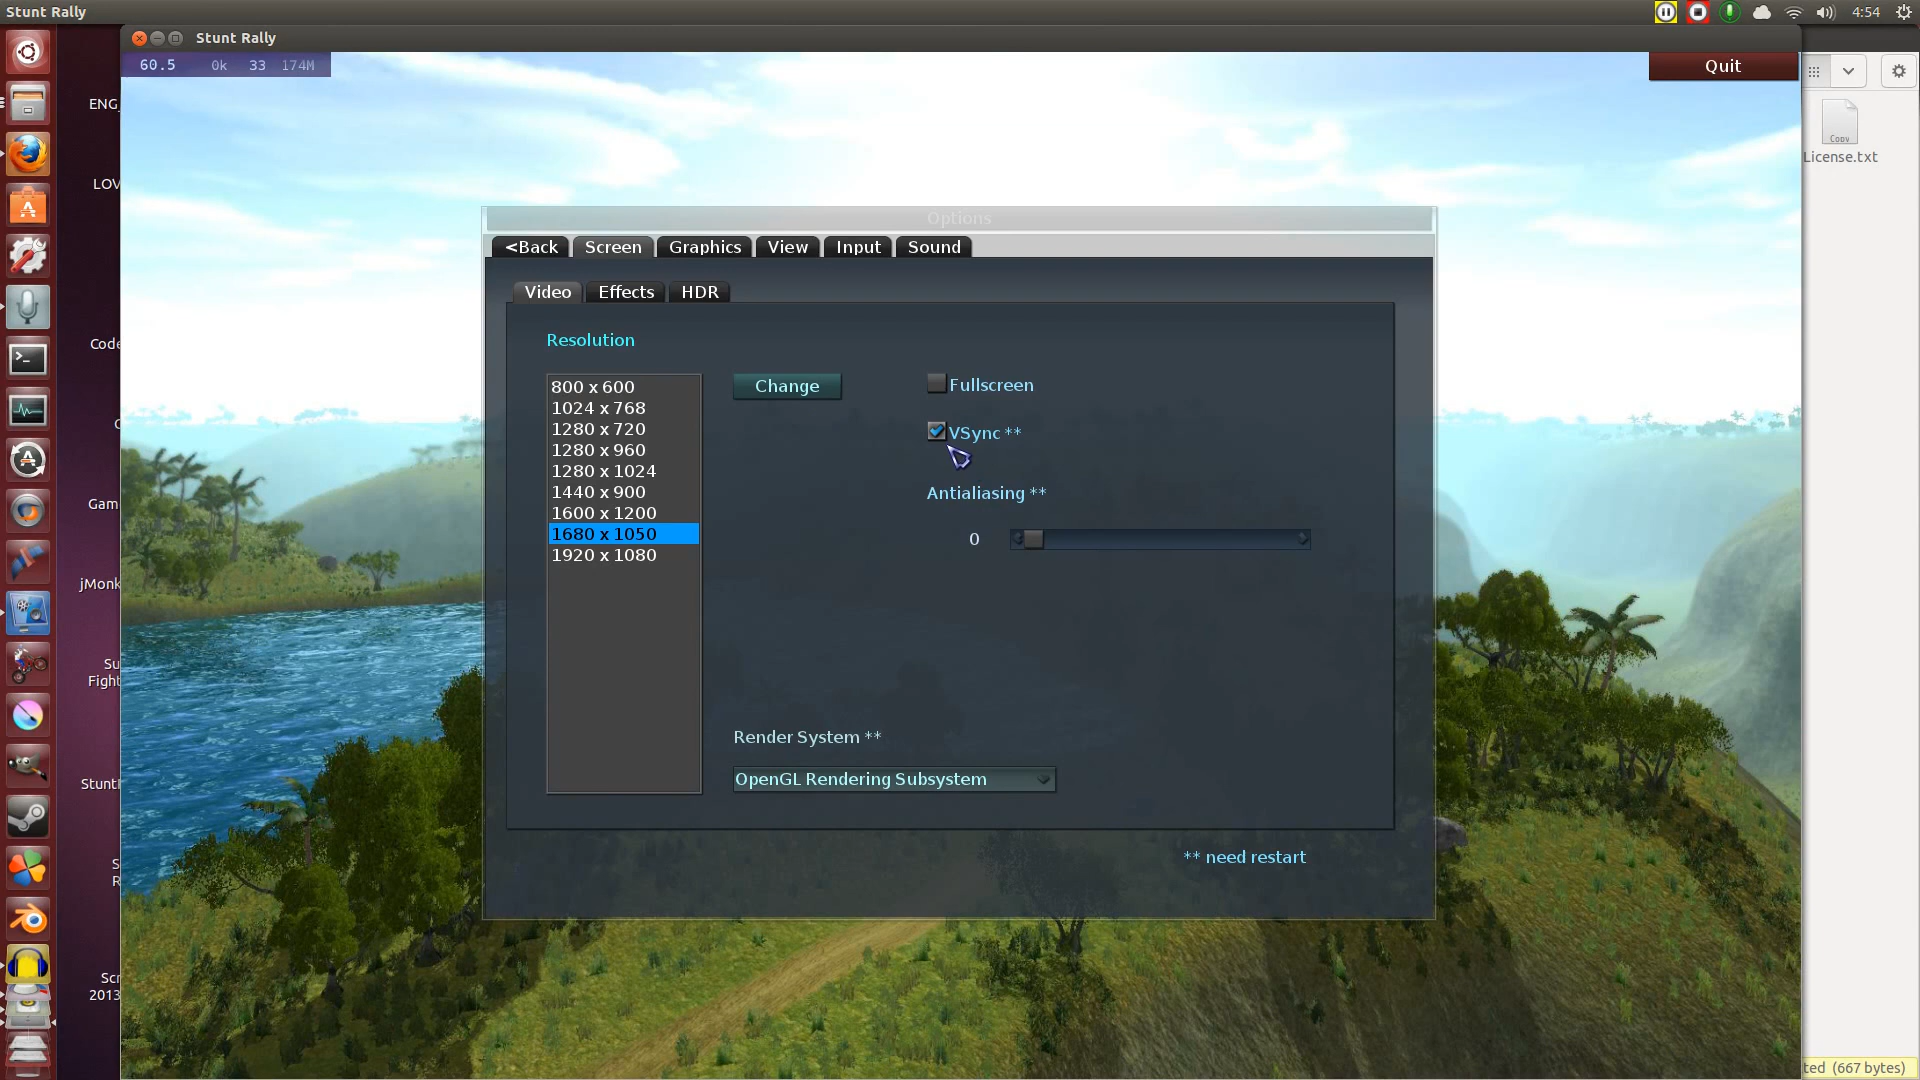 Stunt Rally
4:54
Stunt Rally
60.5 0k 33 174M
Quit
ENG_
LOV
Code
Gam
jMonk
Su
Fight
Stunt
S
R
Scr
2013
Copy
License.txt
Options
<Back Screen Graphics View Input Sound
Video Effects HDR
Resolution
800 x 600
1024 x 768
1280 x 720
1280 x 960
1280 x 1024
1440 x 900
1600 x 1200
1680 x 1050
1920 x 1080
Change
Fullscreen
VSync **
Antialiasing **
0
Render System **
OpenGL Rendering Subsystem
** need restart
ted (667 bytes)